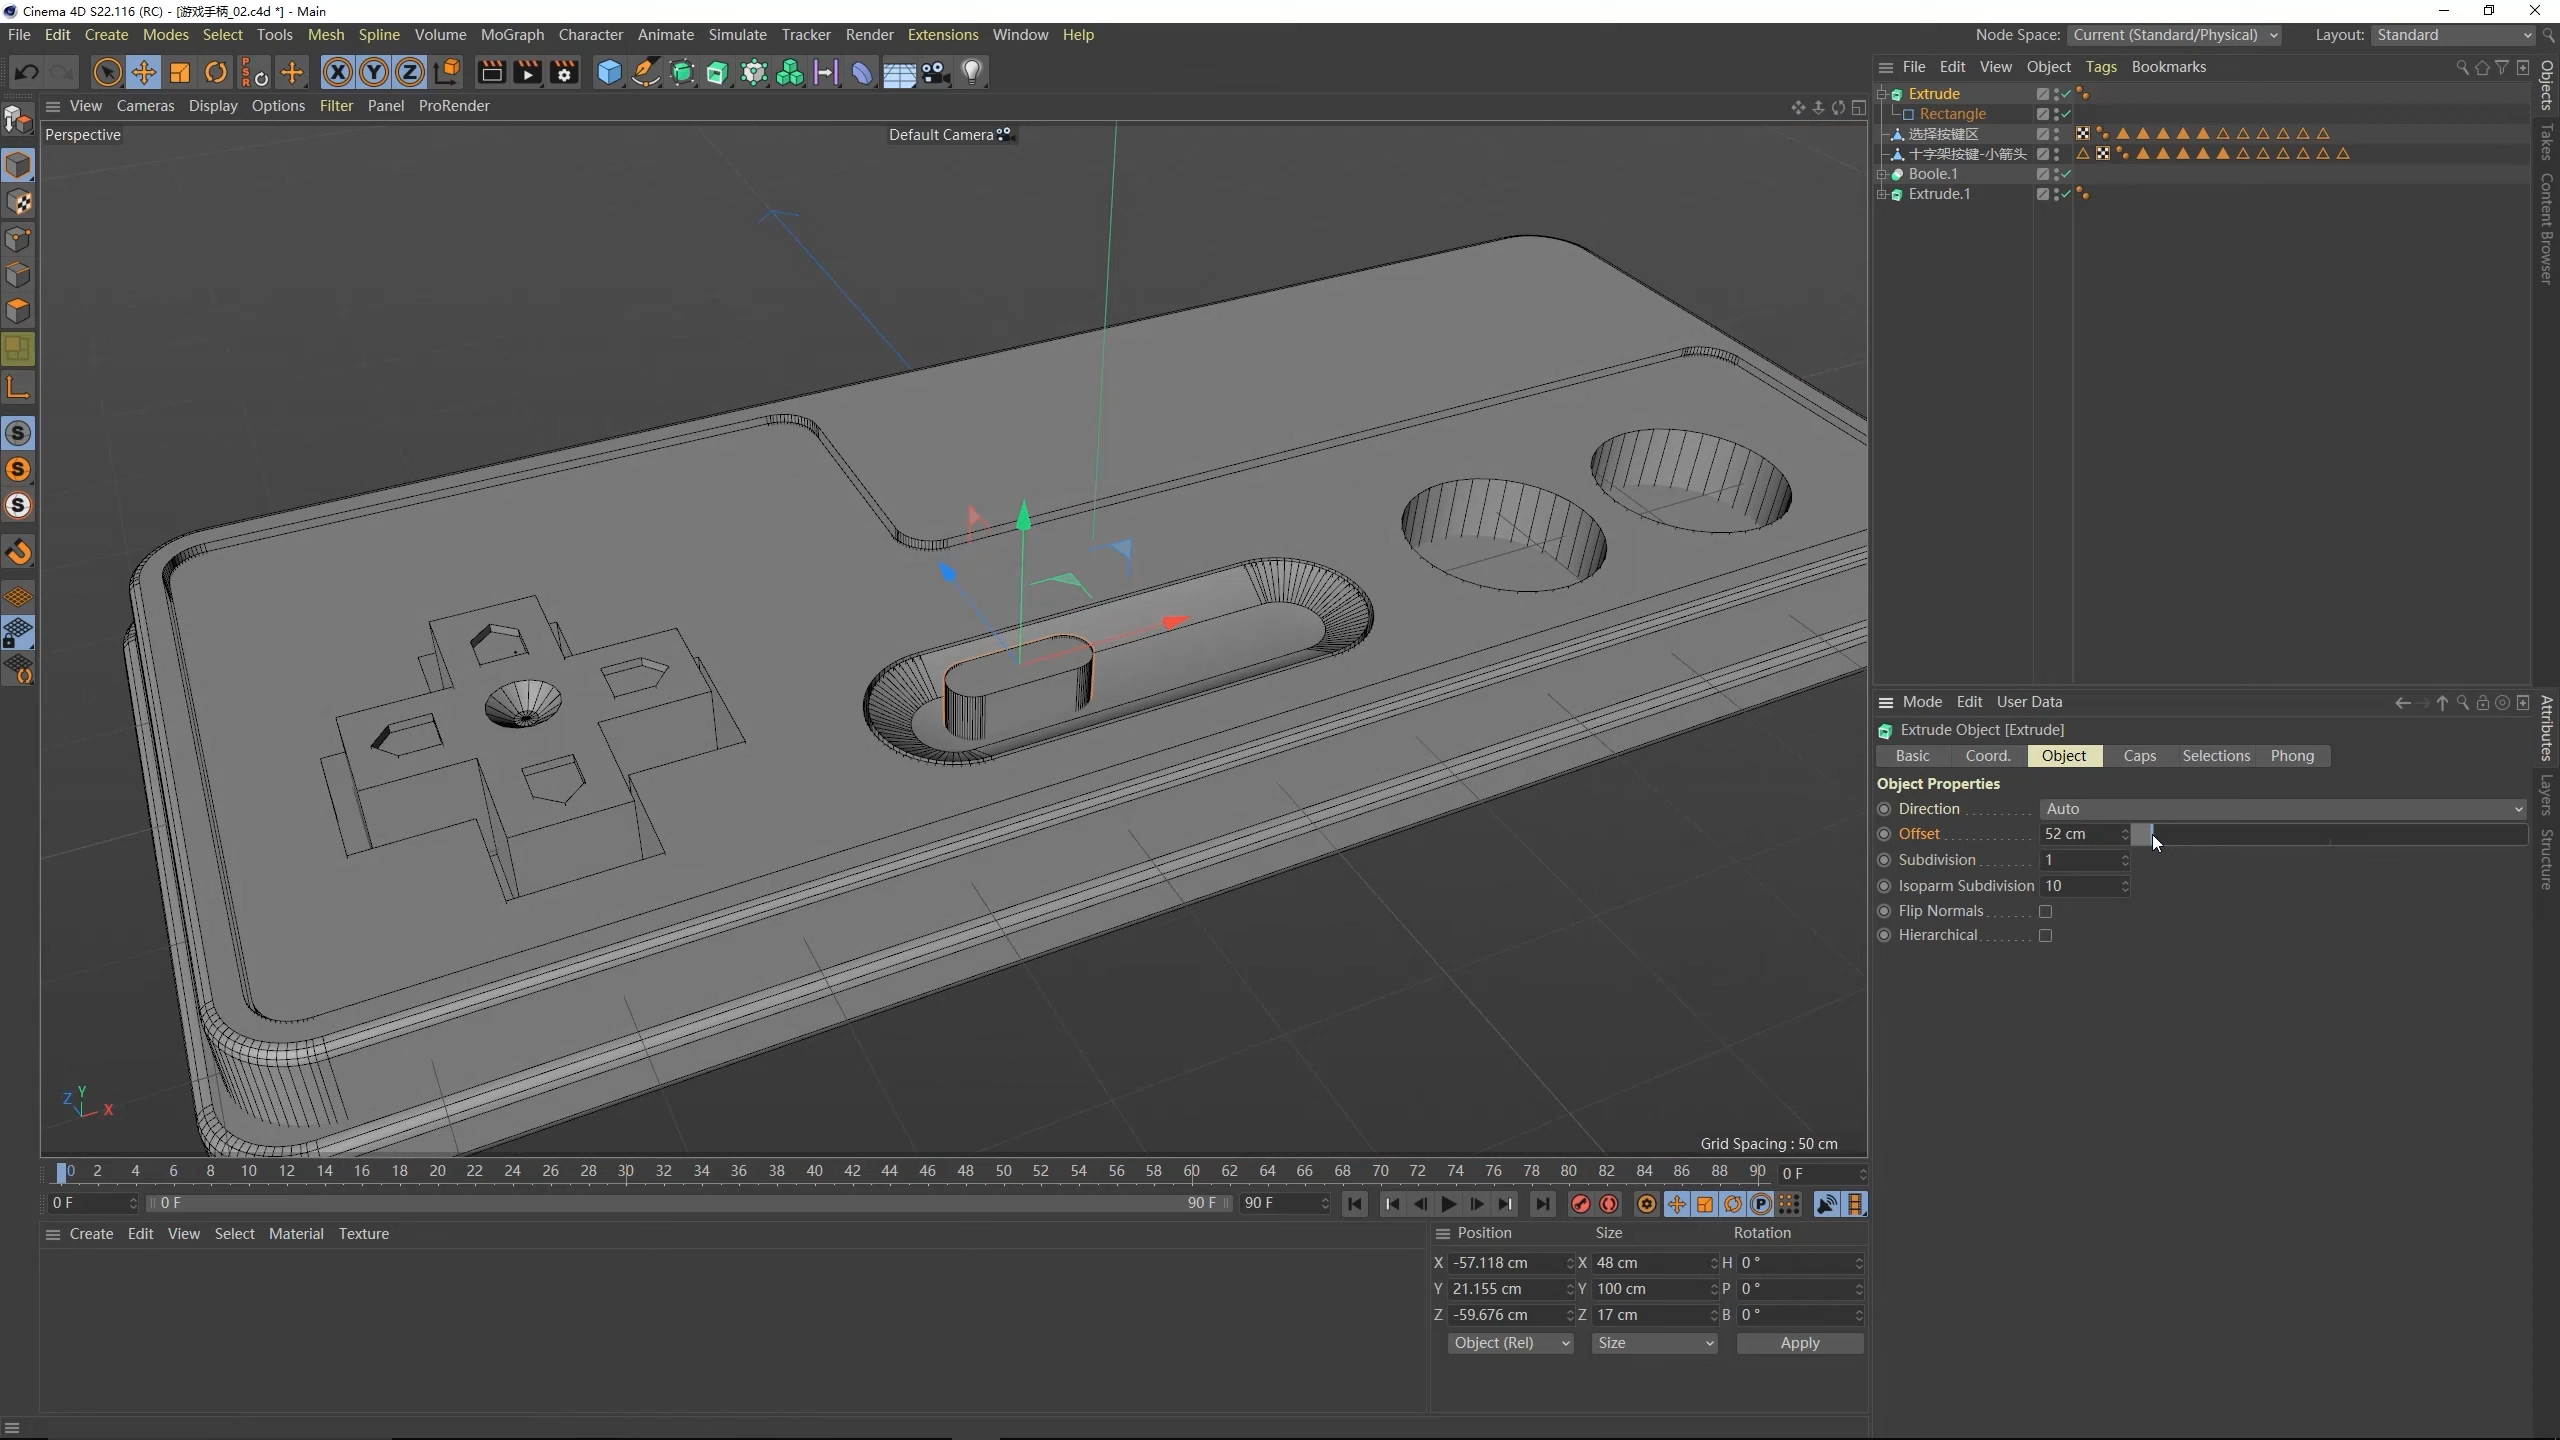 Cinema 4D S22.116 (RC) - [游戏手柄_02.c4d *] - Main
File Edit Create Modes Select Tools Mesh Spline Volume MoGraph Character Animate Simulate Tracker Render Extensions Window Help
Node Space: Current (Standard/Physical) Layout: Standard
PSR X Y Z
View Cameras Display Options Filter Panel ProRender
Perspective
Default Camera
Z Y X
Grid Spacing : 50 cm
S
S
S
File Edit View Object Tags Bookmarks
Extrude
Rectangle
选择按键区
十字架按键-小箭头
Boole.1
Extrude.1
Objects
Takes
Content Browser
Mode Edit User Data
Extrude Object [Extrude]
Basic Coord. Object Caps Selections Phong
Object Properties
Direction Auto
Offset 52 cm
Subdivision 1
Isoparm Subdivision 10
Flip Normals
Hierarchical
Attributes
Layers
Structure
0 2 4 6 8 10 12 14 16 18 20 22 24 26 28 30 32 34 36 38 40 42 44 46 48 50 52 54 56 58 60 62 64 66 68 70 72 74 76 78 80 82 84 86 88 90 0 F
0 F 0 F 90 F 90 F P
Create Edit View Select Material Texture
Position Size Rotation
X -57.118 cm X 48 cm H 0 °
Y 21.155 cm Y 100 cm P 0 °
Z -59.676 cm Z 17 cm B 0 °
Object (Rel) Size Apply